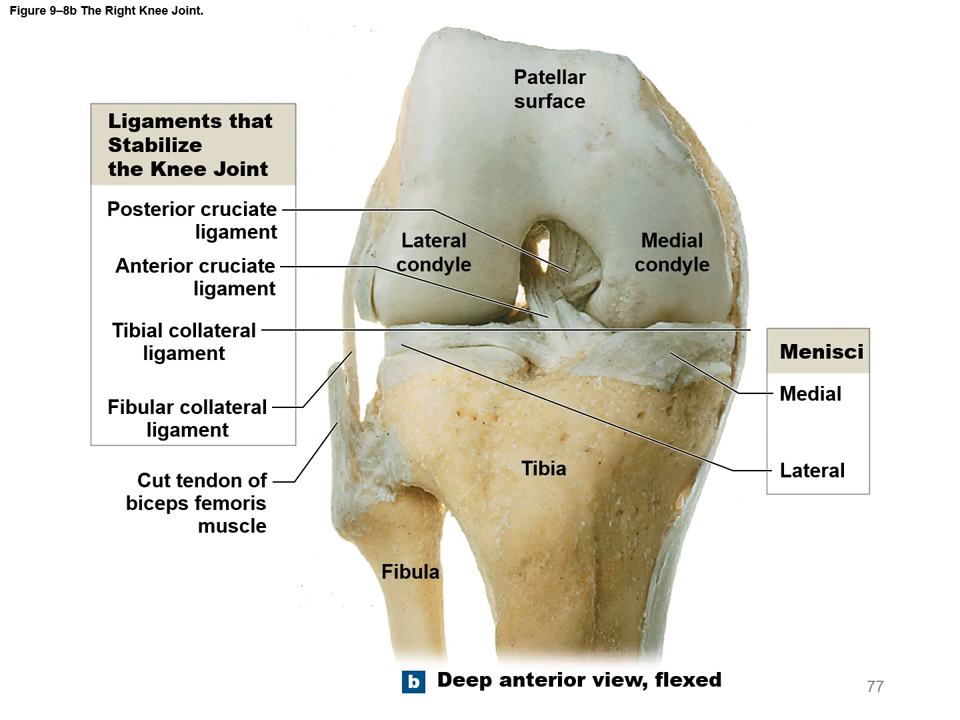 Figure 9–8b The Right Knee Joint.
Patellar
surface
Ligaments that
Stabilize
the Knee Joint
Posterior cruciate
ligament
Anterior cruciate
ligament
Tibial collateral
ligament
Fibular collateral
ligament
Cut tendon of
biceps femoris
muscle
Lateral
condyle
Medial
condyle
Menisci
Medial
Lateral
Tibia
Fibula
b Deep anterior view, flexed
77